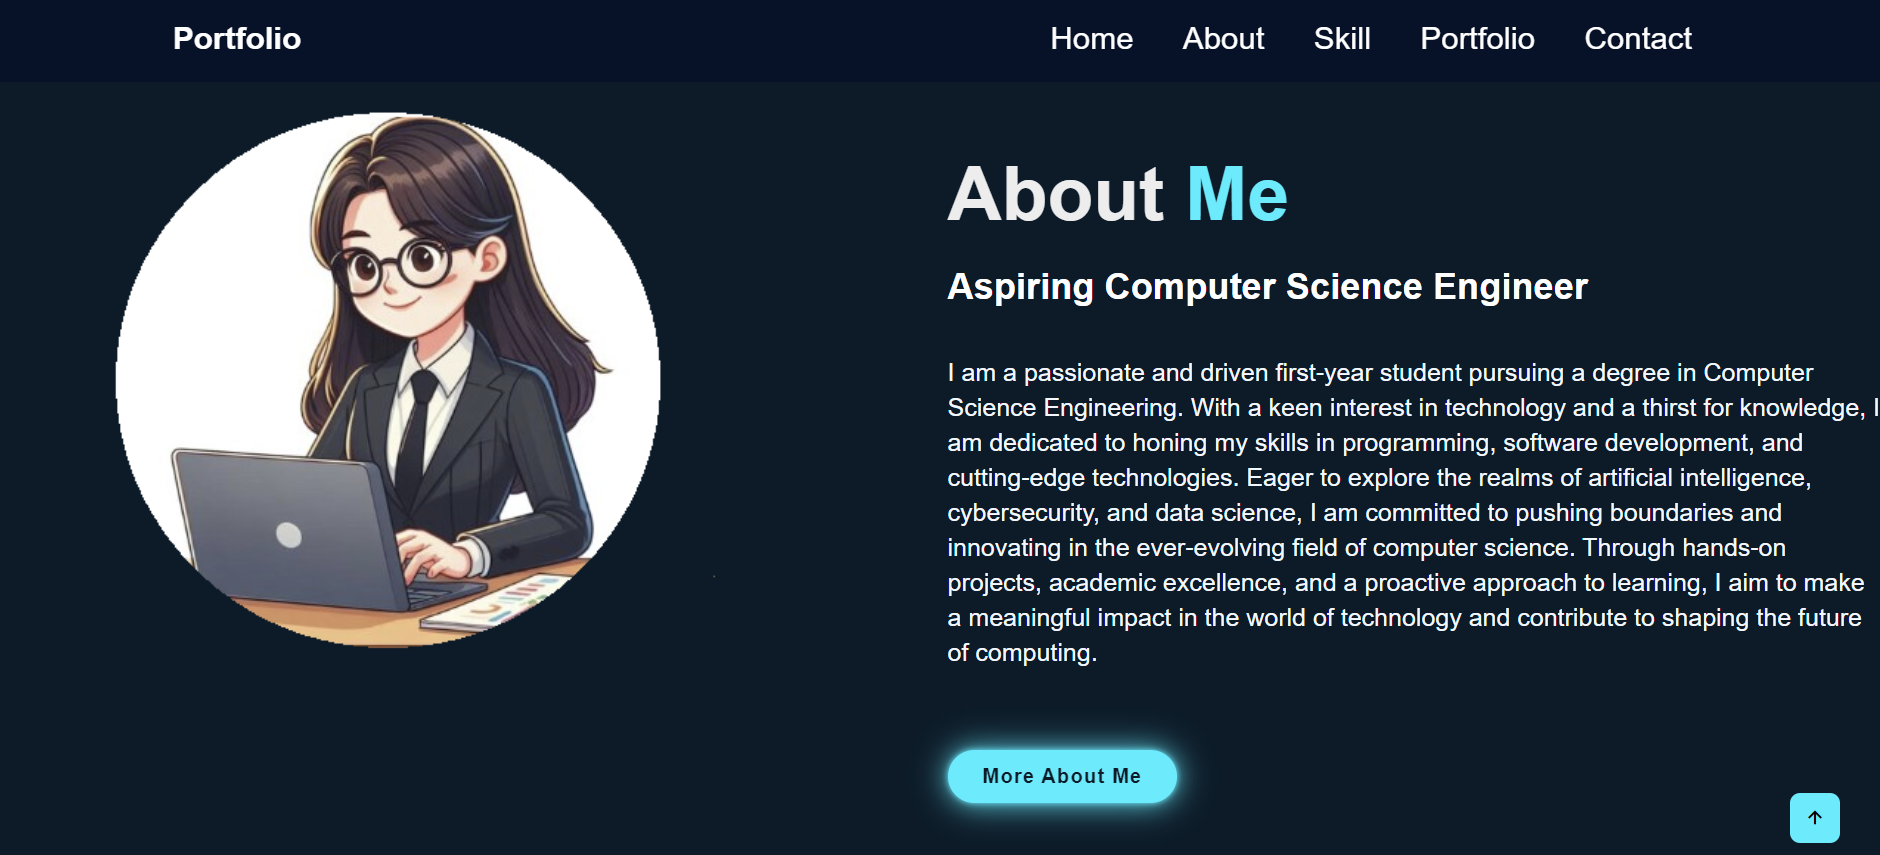 Portfolio
Home About Skill Portfolio Contact
About Me
Aspiring Computer Science Engineer
I am a passionate and driven first-year student pursuing a degree in Computer
Science Engineering. With a keen interest in technology and a thirst for knowledge, I
am dedicated to honing my skills in programming, software development, and
cutting-edge technologies. Eager to explore the realms of artificial intelligence,
cybersecurity, and data science, I am committed to pushing boundaries and
innovating in the ever-evolving field of computer science. Through hands-on
projects, academic excellence, and a proactive approach to learning, I aim to make
a meaningful impact in the world of technology and contribute to shaping the future
of computing.
More About Me